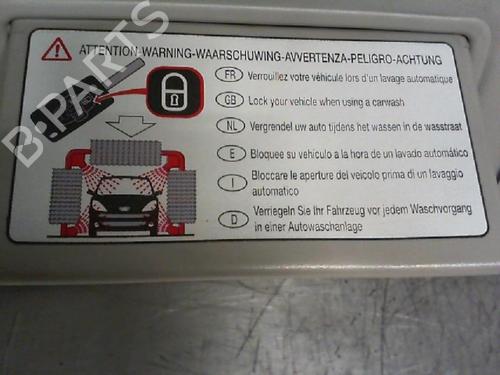 ATTENTION-WARNING-WAARSCHUWING-AVVERTENZA-PELIGRO-ACHTUNG
FR Verrouillez votre véhicule lors d'un lavage automatique
GB Lock your vehicle when using a carwash
NL Vergrendel uw auto tijdens het wassen in de wasstraat
E Bloquee su vehículo a la hora de un lavado automático
I Bloccare le aperture del veicolo prima di un lavaggio
automatico
D Verriegeln Sie Ihr Fahrzeug vor jedem Waschvorgang
in einer Autowaschanlage
B-PARTS